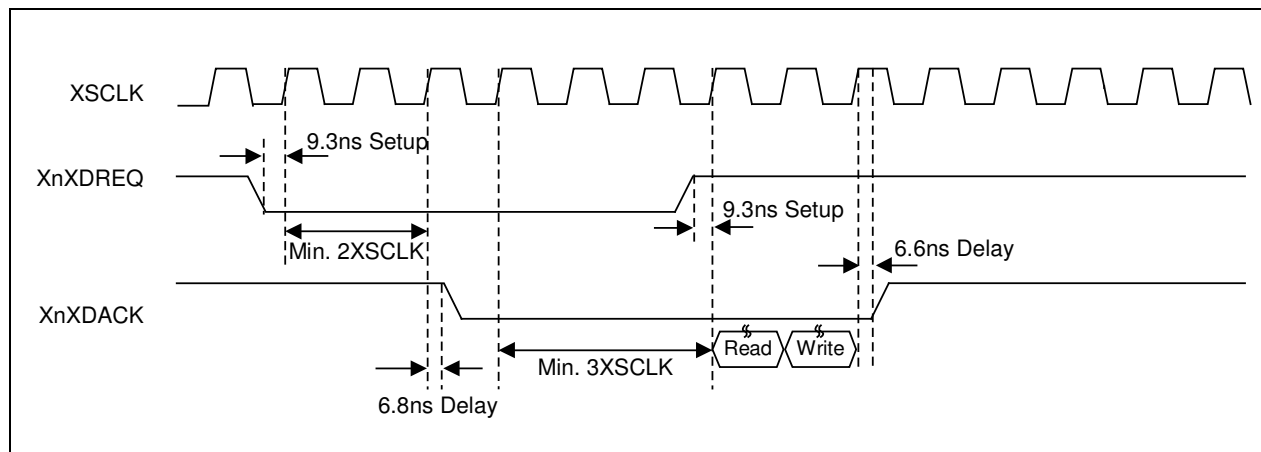 XSCLK
9.3ns Setup
XnXDREQ
9.3ns Setup
Min. 2XSCLK
6.6ns Delay
XnXDACK
Read Write
Min. 3XSCLK
6.8ns Delay